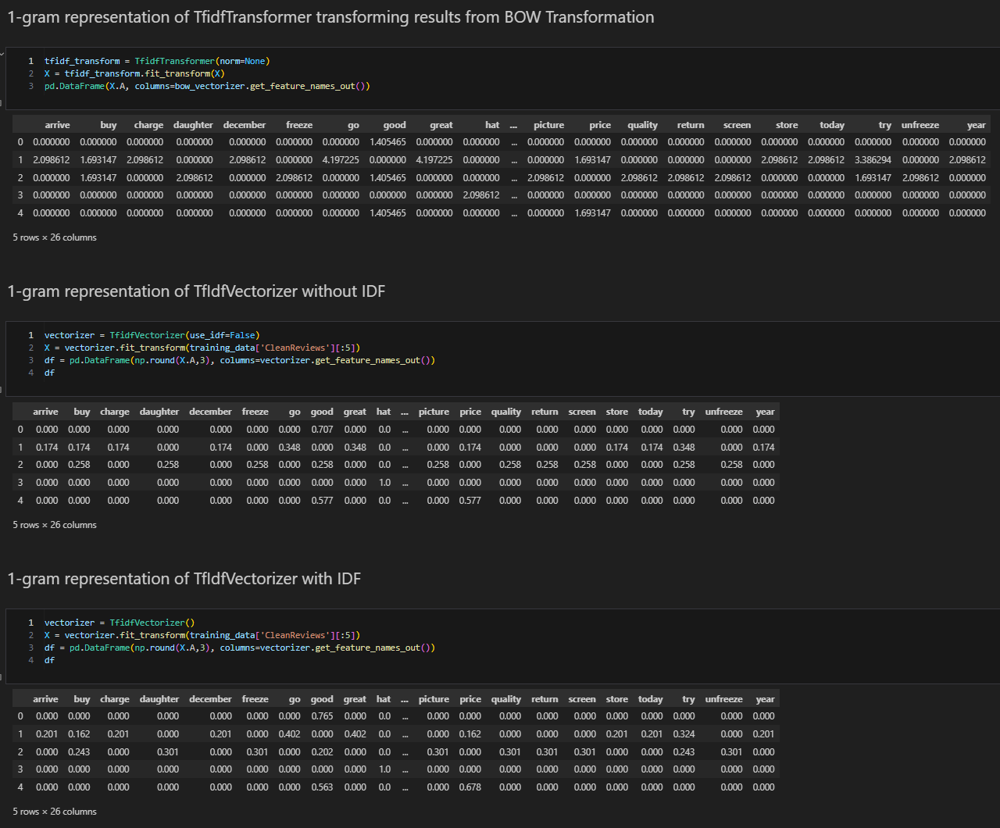 1-gram representation of TfidfTransformer transforming results from BOW Transformation
1 tfidf_transform = TfidfTransformer(norm=None)
2 X = tfidf_transform.fit_transform(X)
3 pd.DataFrame(X.A, columns=bow_vectorizer.get_feature_names_out())
arrive buy charge daughter december freeze go good great hat ... picture price quality return screen store today try unfreeze year
0 0.000000 0.000000 0.000000 0.000000 0.000000 0.000000 0.000000 1.405465 0.000000 0.000000 ... 0.000000 0.000000 0.000000 0.000000 0.000000 0.000000 0.000000 0.000000 0.000000 0.000000
1 2.098612 1.693147 2.098612 0.000000 2.098612 0.000000 4.197225 0.000000 4.197225 0.000000 ... 0.000000 1.693147 0.000000 0.000000 0.000000 2.098612 2.098612 3.386294 0.000000 2.098612
2 0.000000 1.693147 0.000000 2.098612 0.000000 2.098612 0.000000 1.405465 0.000000 0.000000 ... 2.098612 0.000000 2.098612 2.098612 2.098612 0.000000 0.000000 1.693147 2.098612 0.000000
3 0.000000 0.000000 0.000000 0.000000 0.000000 0.000000 0.000000 0.000000 0.000000 2.098612 ... 0.000000 0.000000 0.000000 0.000000 0.000000 0.000000 0.000000 0.000000 0.000000 0.000000
4 0.000000 0.000000 0.000000 0.000000 0.000000 0.000000 0.000000 1.405465 0.000000 0.000000 ... 0.000000 1.693147 0.000000 0.000000 0.000000 0.000000 0.000000 0.000000 0.000000 0.000000
5 rows × 26 columns
1-gram representation of TfIdfVectorizer without IDF
1 vectorizer = TfidfVectorizer(use_idf=False)
2 X = vectorizer.fit_transform(training_data['CleanReviews'][:5])
3 df = pd.DataFrame(np.round(X.A,3), columns=vectorizer.get_feature_names_out())
4 df
arrive buy charge daughter december freeze go good great hat ... picture price quality return screen store today try unfreeze year
0 0.000 0.000 0.000 0.000 0.000 0.000 0.000 0.707 0.000 0.0 ... 0.000 0.000 0.000 0.000 0.000 0.000 0.000 0.000 0.000 0.000
1 0.174 0.174 0.174 0.000 0.174 0.000 0.348 0.000 0.348 0.0 ... 0.000 0.174 0.000 0.000 0.000 0.174 0.174 0.348 0.000 0.174
2 0.000 0.258 0.000 0.258 0.000 0.258 0.000 0.258 0.000 0.0 ... 0.258 0.000 0.258 0.258 0.258 0.000 0.000 0.258 0.258 0.000
3 0.000 0.000 0.000 0.000 0.000 0.000 0.000 0.000 0.000 1.0 ... 0.000 0.000 0.000 0.000 0.000 0.000 0.000 0.000 0.000 0.000
4 0.000 0.000 0.000 0.000 0.000 0.000 0.000 0.577 0.000 0.0 ... 0.000 0.577 0.000 0.000 0.000 0.000 0.000 0.000 0.000 0.000
5 rows × 26 columns
1-gram representation of TfIdfVectorizer with IDF
1 vectorizer = TfidfVectorizer()
2 X = vectorizer.fit_transform(training_data['CleanReviews'][:5])
3 df = pd.DataFrame(np.round(X.A,3), columns=vectorizer.get_feature_names_out())
4 df
arrive buy charge daughter december freeze go good great hat ... picture price quality return screen store today try unfreeze year
0 0.000 0.000 0.000 0.000 0.000 0.000 0.000 0.765 0.000 0.0 ... 0.000 0.000 0.000 0.000 0.000 0.000 0.000 0.000 0.000 0.000
1 0.201 0.162 0.201 0.000 0.201 0.000 0.402 0.000 0.402 0.0 ... 0.000 0.162 0.000 0.000 0.000 0.201 0.201 0.324 0.000 0.201
2 0.000 0.243 0.000 0.301 0.000 0.301 0.000 0.202 0.000 0.0 ... 0.301 0.000 0.301 0.301 0.301 0.000 0.000 0.243 0.301 0.000
3 0.000 0.000 0.000 0.000 0.000 0.000 0.000 0.000 0.000 1.0 ... 0.000 0.000 0.000 0.000 0.000 0.000 0.000 0.000 0.000 0.000
4 0.000 0.000 0.000 0.000 0.000 0.000 0.000 0.563 0.000 0.0 ... 0.000 0.678 0.000 0.000 0.000 0.000 0.000 0.000 0.000 0.000
5 rows × 26 columns